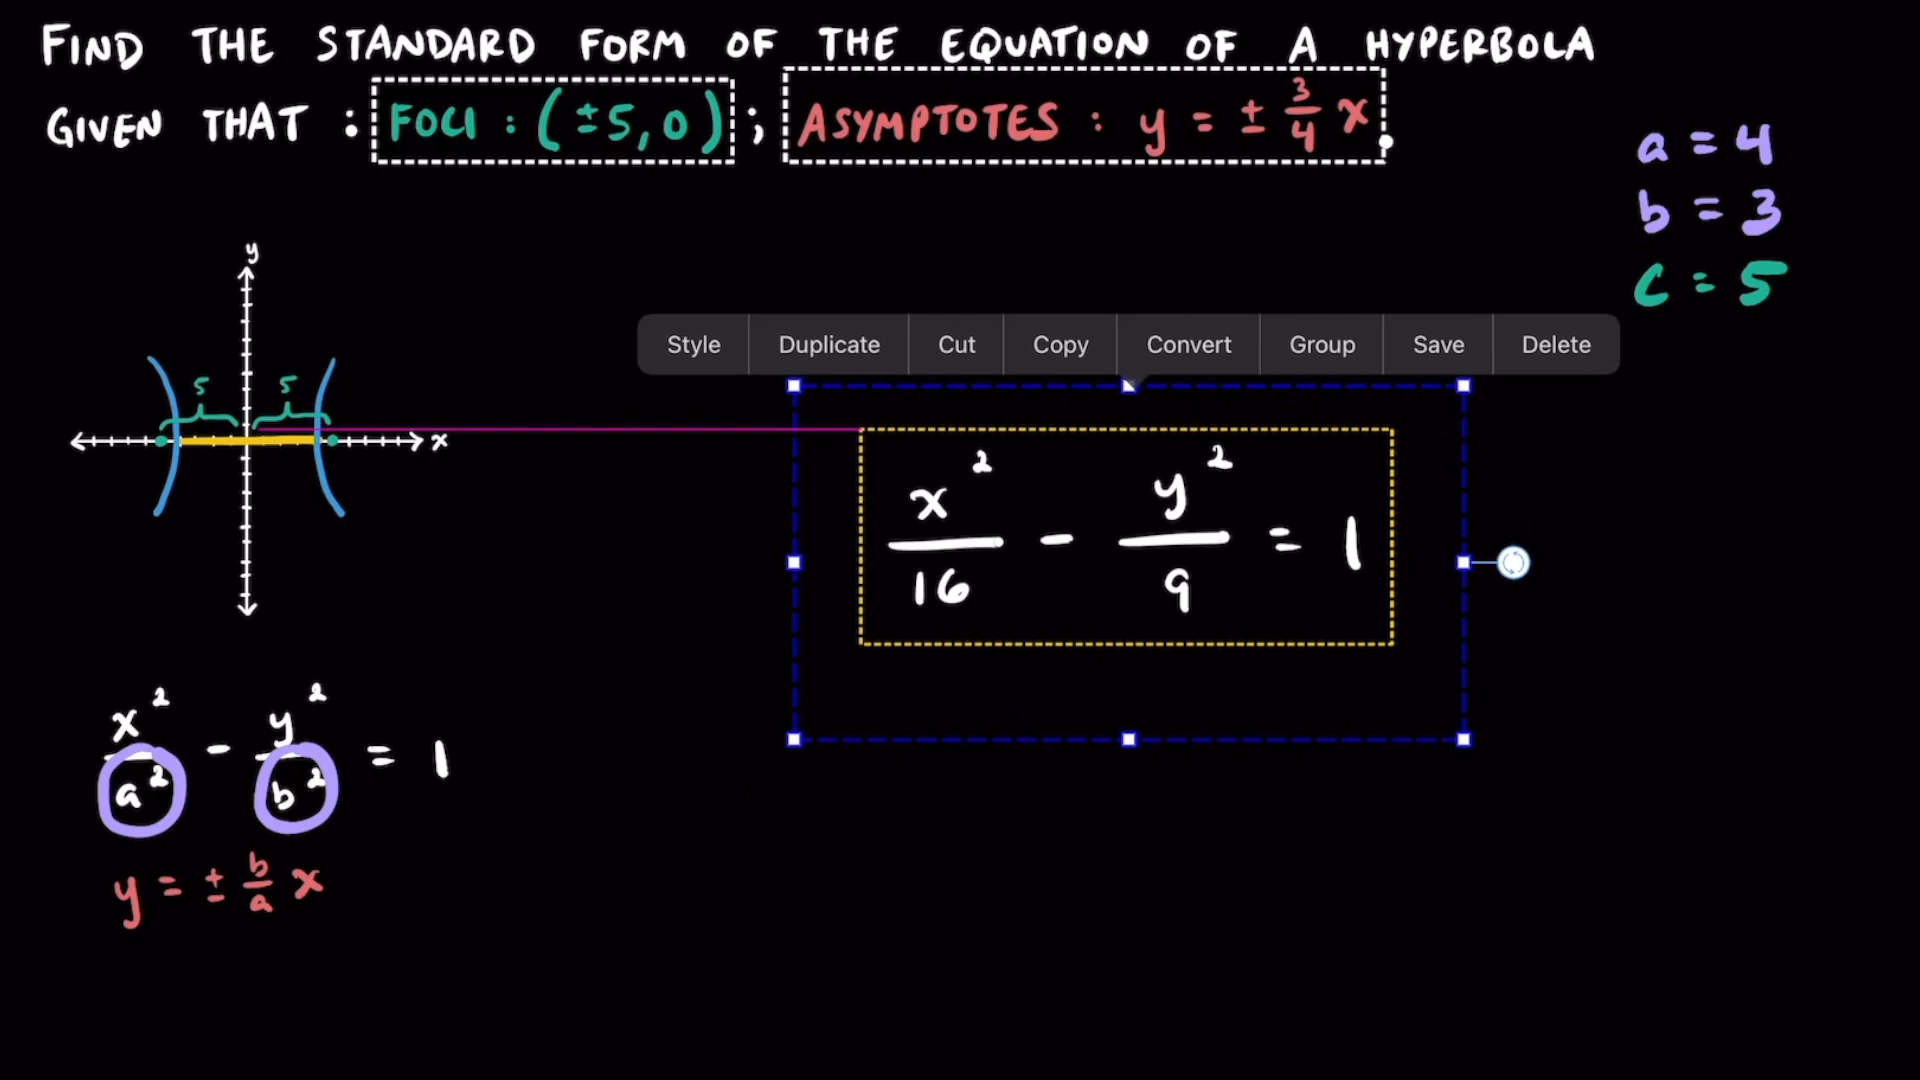 FIND THE STANDARD FORM OF THE EQUATION OF A HYPERBOLA
GIVEN THAT : FOCI : (±5, 0) ; ASYMPTOTES : y = ± 3/4 x
a = 4
b = 3
c = 5
y
Style Duplicate Cut Copy Convert Group Save Delete
5 5
x
x²/16 - y²/9 = 1
x²/a² - y²/b² = 1
y = ± b/a x